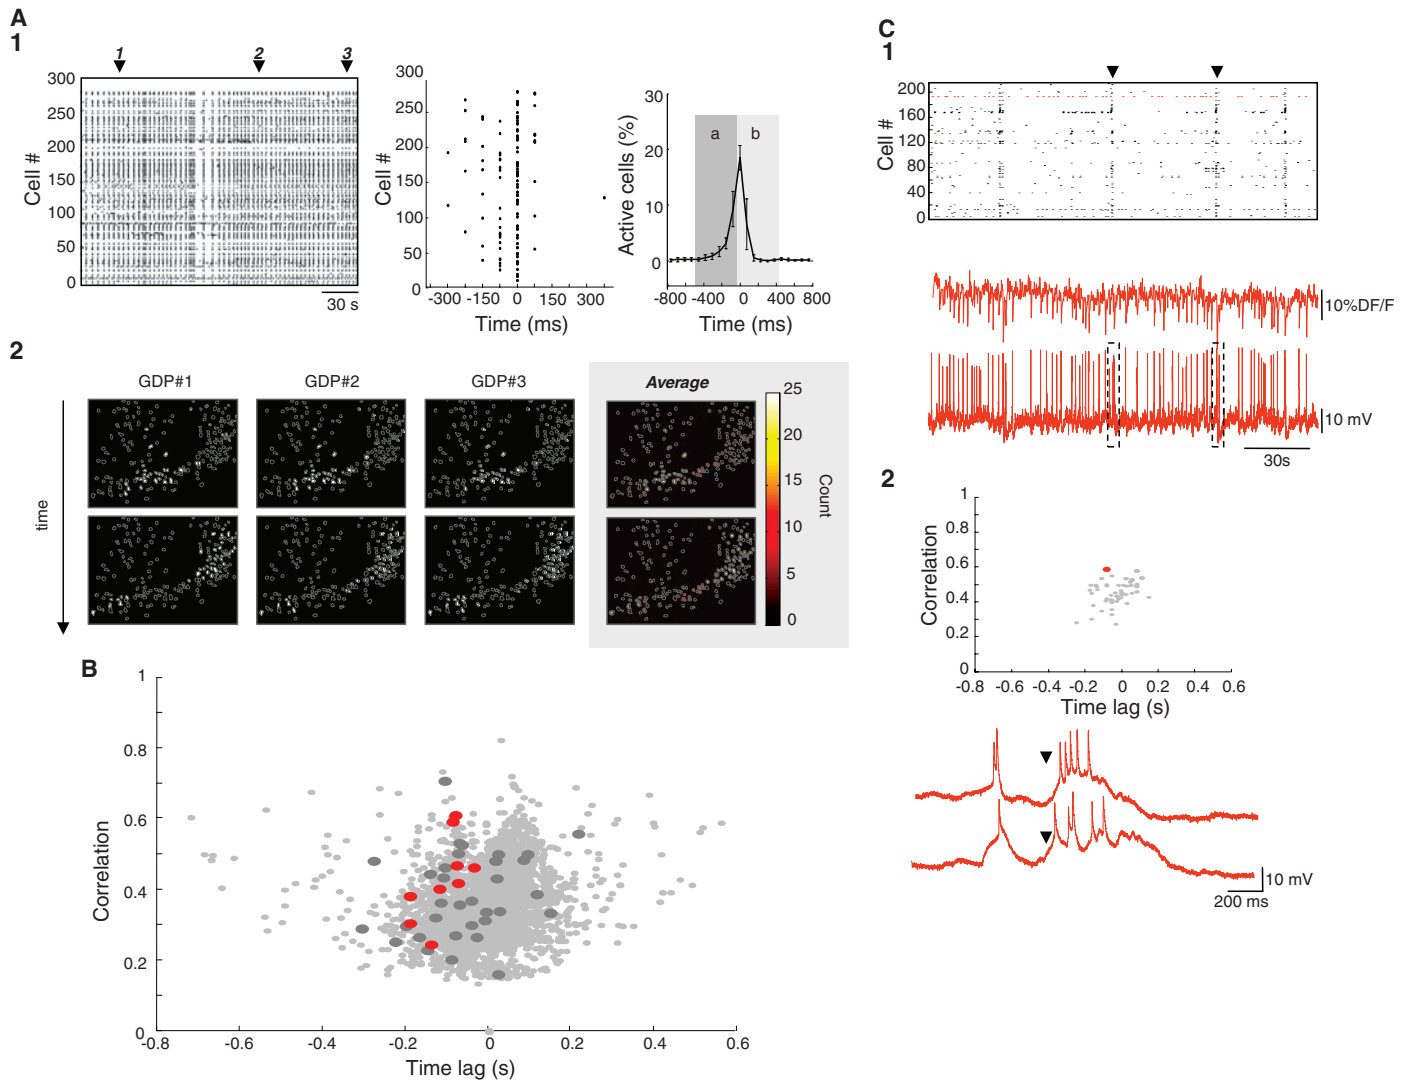 A
1
1 2 3
300
250
200
150
100
50
0
Cell #
30 s
300
250
200
150
100
50
0
Cell #
-300 -150 0 150 300
Time (ms)
30
20
10
0
Active cells (%)
a b
-800 -400 0 400 800
Time (ms)
2
GDP#1 GDP#2 GDP#3 Average
time
25
20
15
10
5
0
Count
B
1
0.8
0.6
0.4
0.2
0
Correlation
-0.8 -0.6 -0.4 -0.2 0 0.2 0.4 0.6
Time lag (s)
C
1
200
160
120
80
40
0
Cell #
10%DF/F
10 mV
30s
2
1
0.8
0.6
0.4
0.2
0
Correlation
-0.8 -0.6 -0.4 -0.2 0 0.2 0.4 0.6
Time lag (s)
10 mV
200 ms